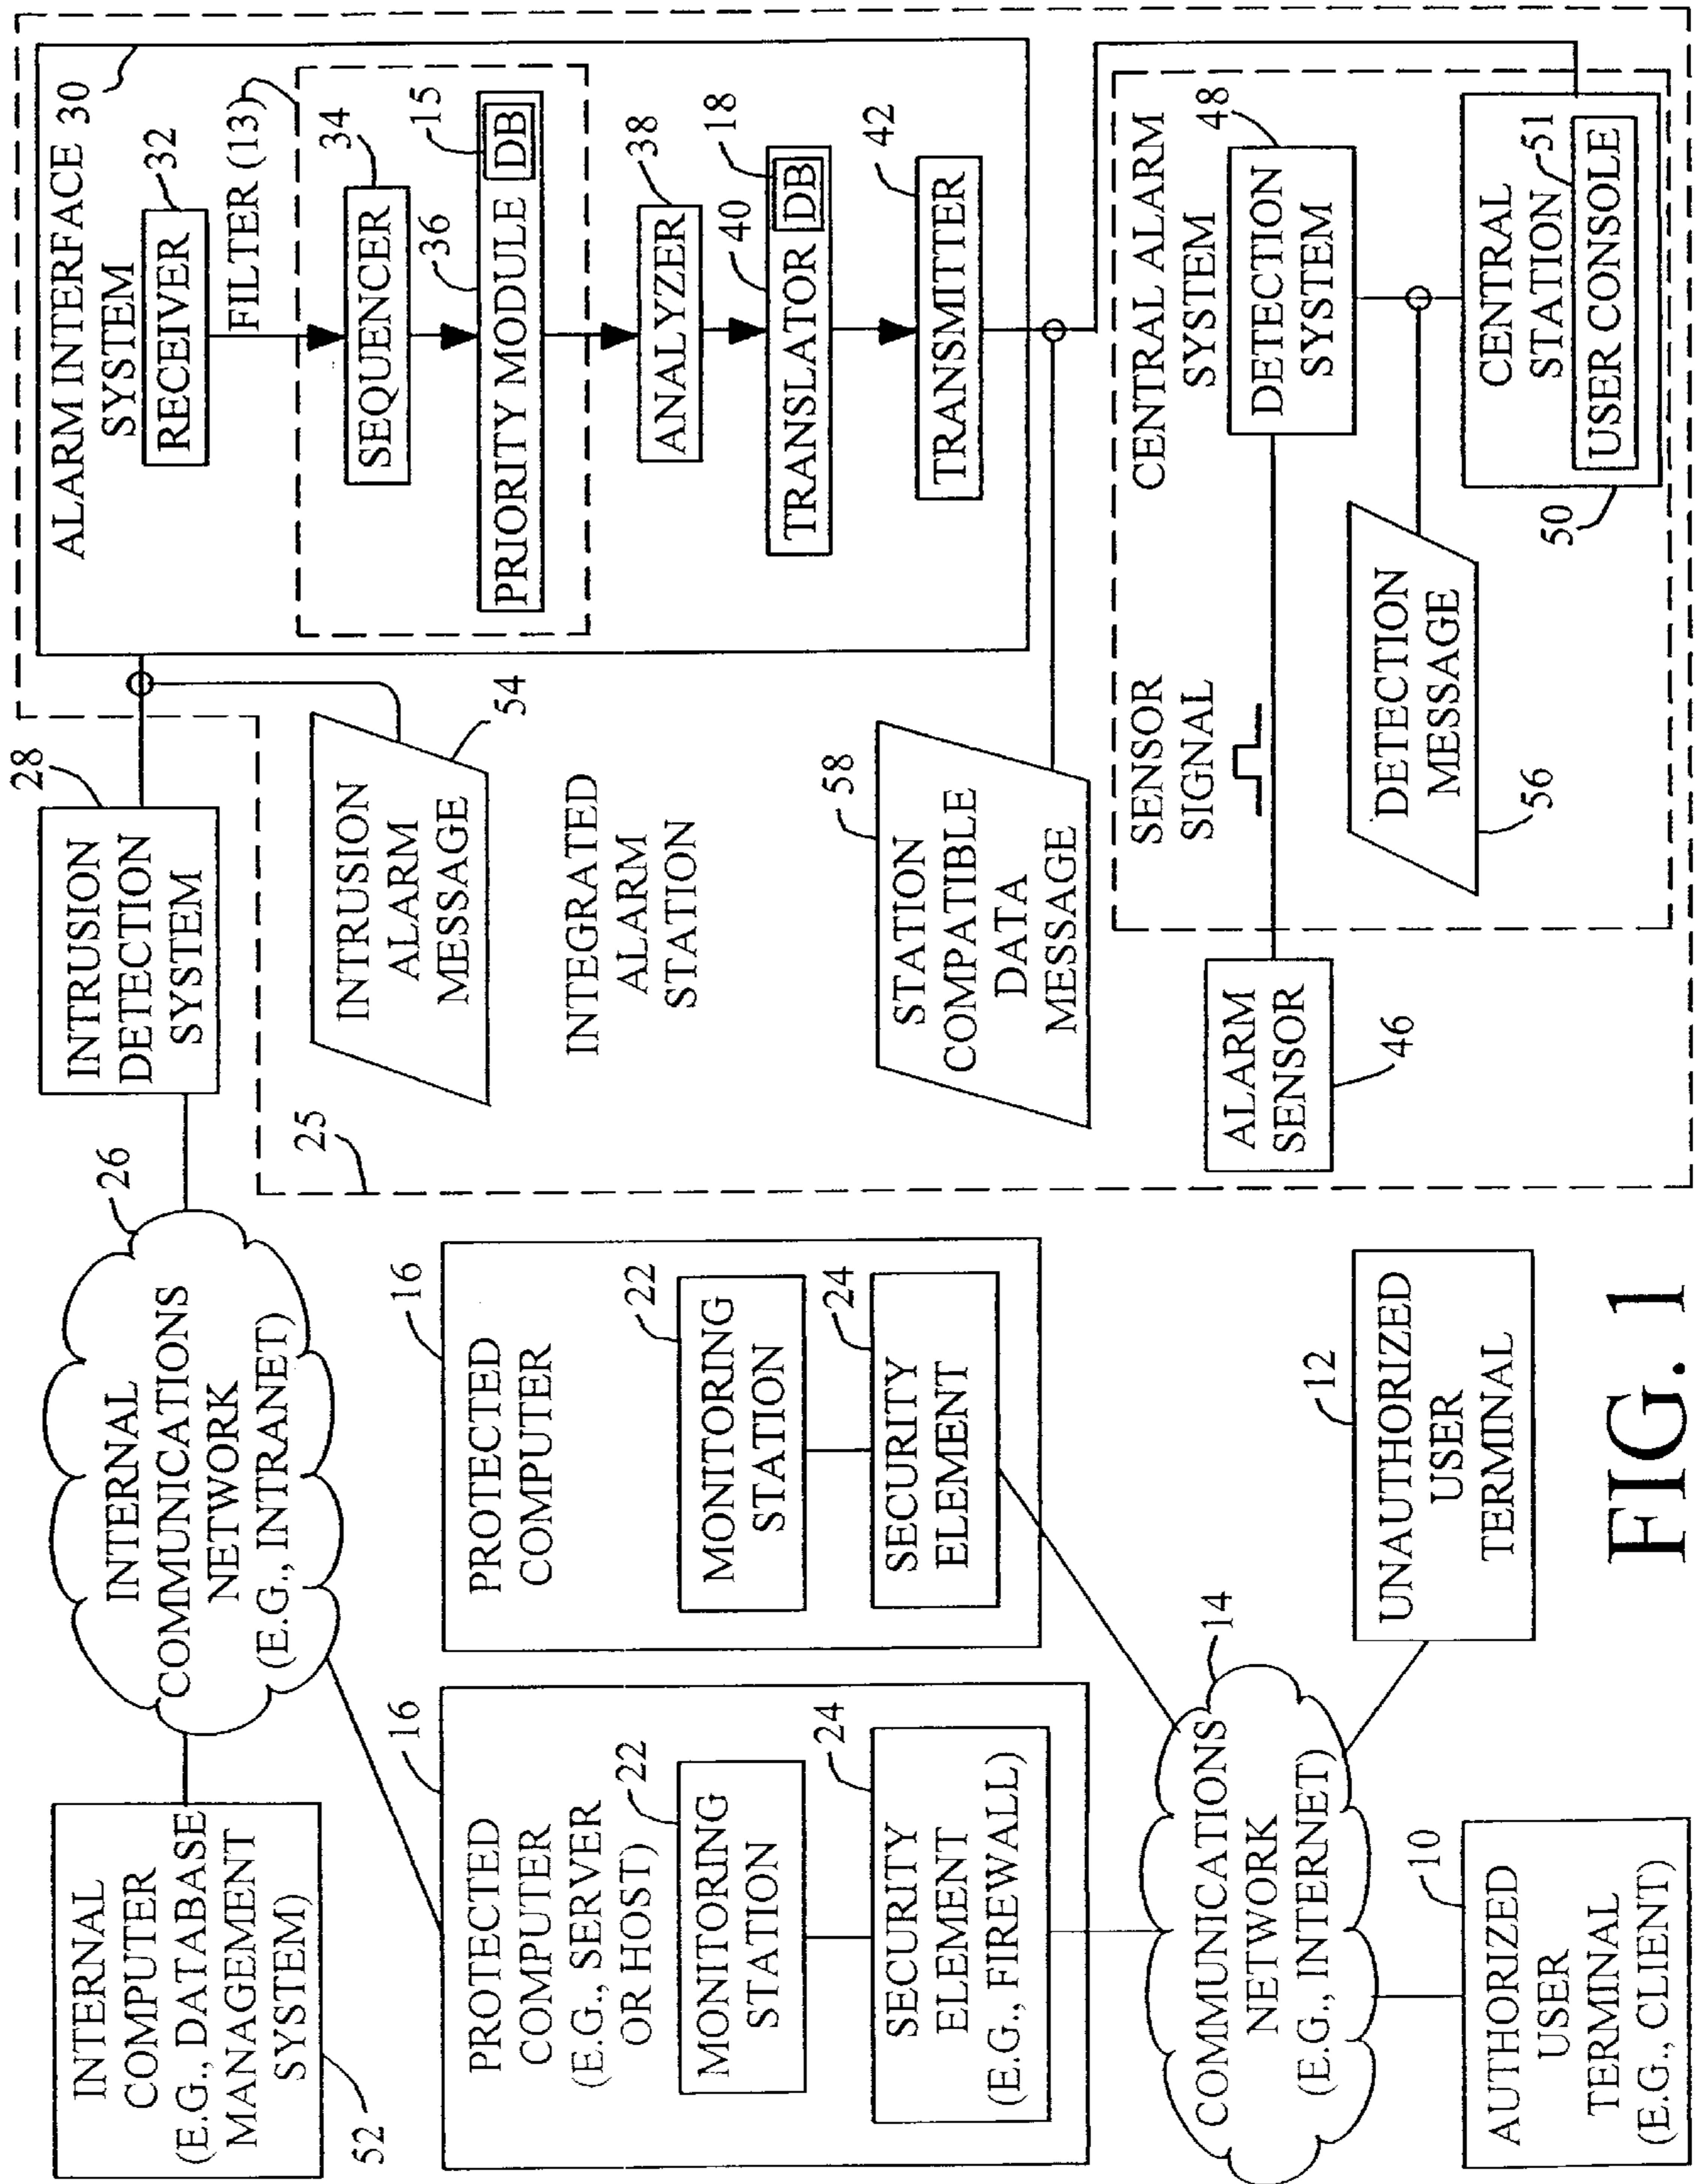 INTERNAL
COMPUTER
(E.G., DATABASE
MANAGEMENT
SYSTEM)
52
INTERNAL
COMMUNICATIONS
NETWORK
(E.G., INTRANET)
26
INTRUSION
DETECTION
SYSTEM
28
ALARM INTERFACE
SYSTEM
30
RECEIVER
32
FILTER (13)
SEQUENCER
34
36
PRIORITY MODULE
DB
15
ANALYZER
38
40
TRANSLATOR
DB
18
TRANSMITTER
42
INTRUSION
ALARM
MESSAGE
54
INTEGRATED
ALARM
STATION
25
58
STATION
COMPATIBLE
DATA
MESSAGE
PROTECTED
COMPUTER
(E.G., SERVER
OR HOST)
16
MONITORING
STATION
22
SECURITY
ELEMENT
(E.G., FIREWALL)
24
PROTECTED
COMPUTER
16
MONITORING
STATION
22
SECURITY
ELEMENT
24
COMMUNICATIONS
NETWORK
(E.G., INTERNET)
14
AUTHORIZED
USER
TERMINAL
(E.G., CLIENT)
10
UNAUTHORIZED
USER
TERMINAL
12
ALARM
SENSOR
46
SENSOR
SIGNAL
CENTRAL ALARM
SYSTEM
DETECTION
SYSTEM
48
DETECTION
MESSAGE
56
CENTRAL
STATION
51
USER CONSOLE
50
FIG. 1